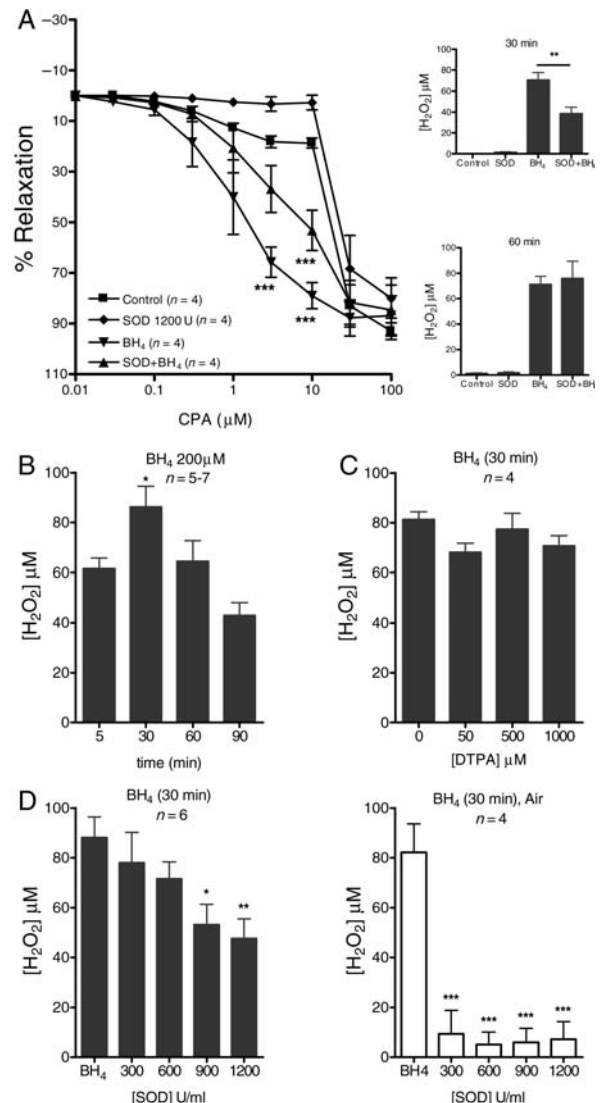 A
% Relaxation
−30
−10
10
30
50
70
90
110
***
***
***
Control (n = 4)
SOD 1200 U (n = 4)
BH4 (n = 4)
SOD+BH4 (n = 4)
0.01
0.1
1
10
100
CPA (μM)
30 min
**
[H2O2] μM
100
80
60
40
20
0
Control
SOD
BH4
SOD+BH4
60 min
[H2O2] μM
100
80
60
40
20
0
Control
SOD
BH4
SOD+BH4
B
BH4 200μM
n = 5-7
*
[H2O2] μM
100
80
60
40
20
0
5
30
60
90
time (min)
C
BH4 (30 min)
n = 4
[H2O2] μM
100
80
60
40
20
0
0
50
500
1000
[DTPA] μM
D
BH4 (30 min)
n = 6
*
**
[H2O2] μM
100
80
60
40
20
0
BH4
300
600
900
1200
[SOD] U/ml
BH4 (30 min), Air
n = 4
***
***
***
***
[H2O2] μM
100
80
60
40
20
0
BH4
300
600
900
1200
[SOD] U/ml